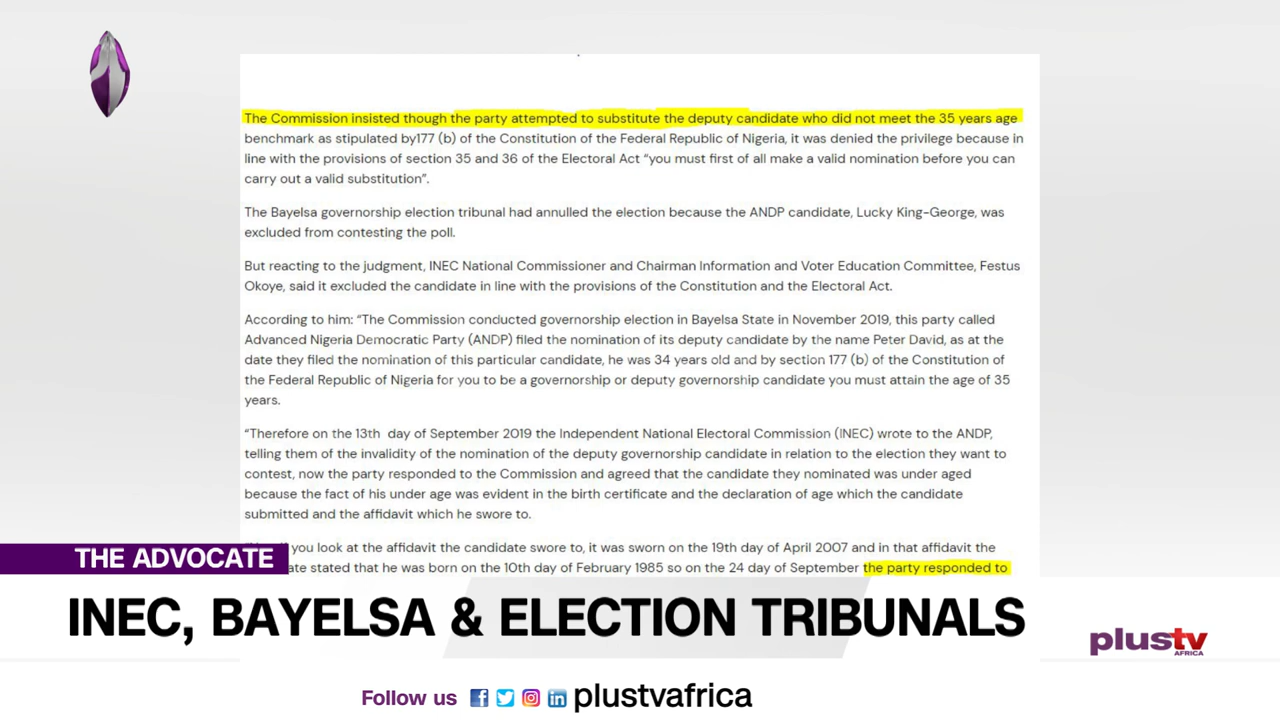 The Commission insisted though the party attempted to substitute the deputy candidate who did not meet the 35 years age
benchmark as stipulated by177 (b) of the Constitution of the Federal Republic of Nigeria, it was denied the privilege because in
line with the provisions of section 35 and 36 of the Electoral Act “you must first of all make a valid nomination before you can
carry out a valid substitution”.
The Bayelsa governorship election tribunal had annulled the election because the ANDP candidate, Lucky King-George, was
excluded from contesting the poll.
But reacting to the judgment, INEC National Commissioner and Chairman Information and Voter Education Committee, Festus
Okoye, said it excluded the candidate in line with the provisions of the Constitution and the Electoral Act.
According to him: “The Commission conducted governorship election in Bayelsa State in November 2019, this party called
Advanced Nigeria Democratic Party (ANDP) filed the nomination of its deputy candidate by the name Peter David, as at the
date they filed the nomination of this particular candidate, he was 34 years old and by section 177 (b) of the Constitution of
the Federal Republic of Nigeria for you to be a governorship or deputy governorship candidate you must attain the age of 35
years.
“Therefore on the 13th day of September 2019 the Independent National Electoral Commission (INEC) wrote to the ANDP,
telling them of the invalidity of the nomination of the deputy governorship candidate in relation to the election they want to
contest, now the party responded to the Commission and agreed that the candidate they nominated was under aged
because the fact of his under age was evident in the birth certificate and the declaration of age which the candidate
submitted and the affidavit which he swore to.
you look at the affidavit the candidate swore to, it was sworn on the 19th day of April 2007 and in that affidavit the
stated that he was born on the 10th day of February 1985 so on the 24 day of September the party responded to
THE ADVOCATE
INEC, BAYELSA & ELECTION TRIBUNALS
plustv
AFRICA
Follow us plustvafrica